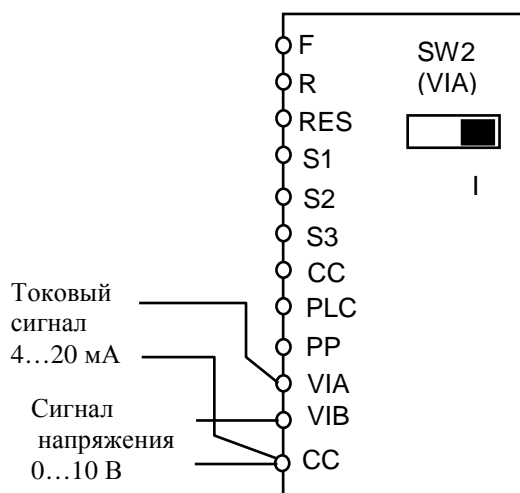 F
R
RES
S1
S2
S3
CC
PLC
PP
VIA
VIB
CC
SW2
(VIA)
I
Токовый
сигнал
4…20 мА
Сигнал
напряжения
0…10 В